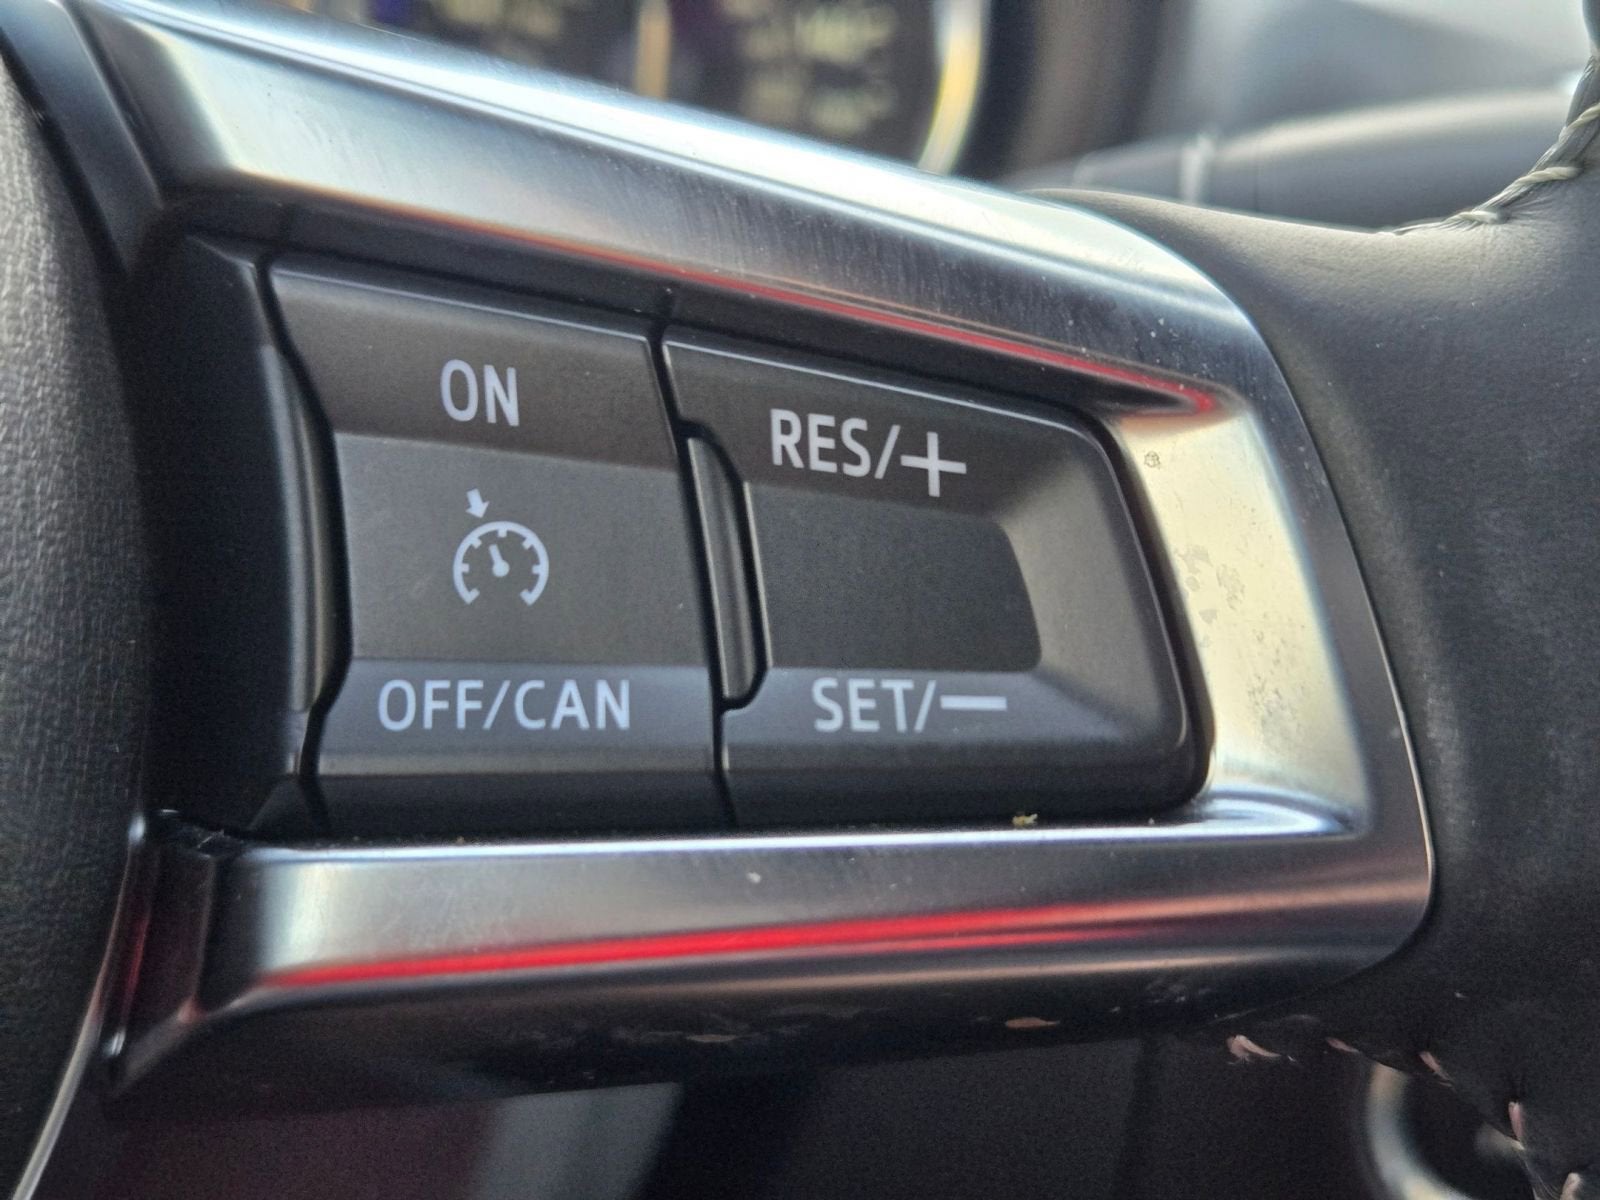 ON
RES/+
OFF/CAN
SET/−